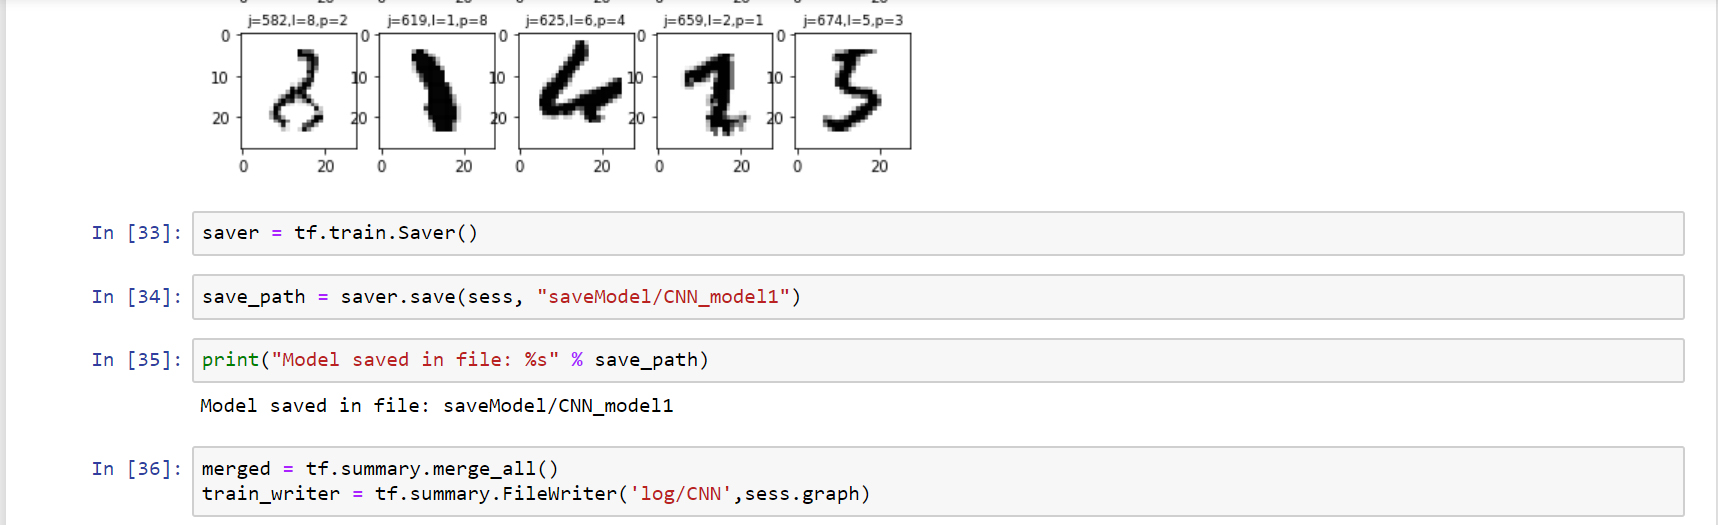 j=582,l=8,p=2 j=619,l=1,p=8 j=625,l=6,p=4 j=659,l=2,p=1 j=674,l=5,p=3
0 0 0 0 0
10 10 10 10 10
20 20 20 20 20
0 20 0 20 0 20 0 20 0 20
In [33]: saver = tf.train.Saver()
In [34]: save_path = saver.save(sess, "saveModel/CNN_model1")
In [35]: print("Model saved in file: %s" % save_path)
Model saved in file: saveModel/CNN_model1
In [36]: merged = tf.summary.merge_all()
train_writer = tf.summary.FileWriter('log/CNN',sess.graph)